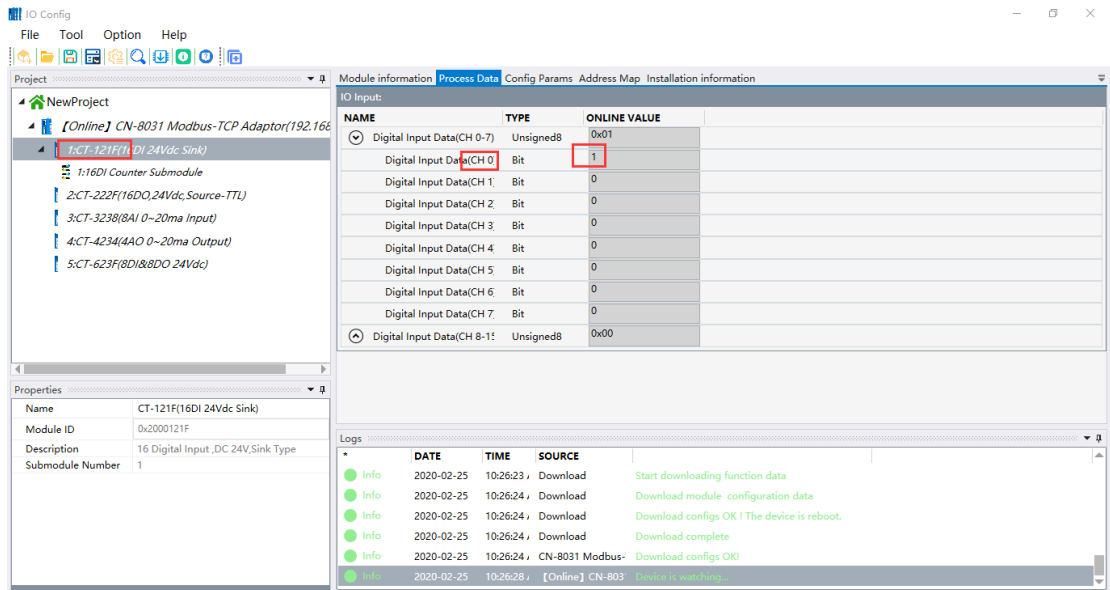 IO Config
File Tool Option Help
Project
NewProject
【Online】CN-8031 Modbus-TCP Adaptor(192.168
1:CT-121F(16DI 24Vdc Sink)
1:16DI Counter Submodule
2:CT-222F(16DO,24Vdc,Source-TTL)
3:CT-3238(8AI 0~20ma Input)
4:CT-4234(4AO 0~20ma Output)
5:CT-623F(8DI&8DO 24Vdc)
Properties
Name CT-121F(16DI 24Vdc Sink)
Module ID 0x2000121F
Description 16 Digital Input ,DC 24V,Sink Type
Submodule Number 1
Module information Process Data Config Params Address Map Installation information
IO Input:
NAME TYPE ONLINE VALUE
Digital Input Data(CH 0-7) Unsigned8 0x01
Digital Input Data(CH 0) Bit 1
Digital Input Data(CH 1) Bit 0
Digital Input Data(CH 2) Bit 0
Digital Input Data(CH 3) Bit 0
Digital Input Data(CH 4) Bit 0
Digital Input Data(CH 5) Bit 0
Digital Input Data(CH 6) Bit 0
Digital Input Data(CH 7) Bit 0
Digital Input Data(CH 8-15 Unsigned8 0x00
Logs
* DATE TIME SOURCE
Info 2020-02-25 10:26:23 Download Start downloading function data
Info 2020-02-25 10:26:24 Download Download module configuration data
Info 2020-02-25 10:26:24 Download Download configs OK ! The device is reboot.
Info 2020-02-25 10:26:24 Download Download complete
Info 2020-02-25 10:26:24 CN-8031 Modbus- Download configs OK!
Info 2020-02-25 10:26:28 【Online】CN-803 Device is watching...